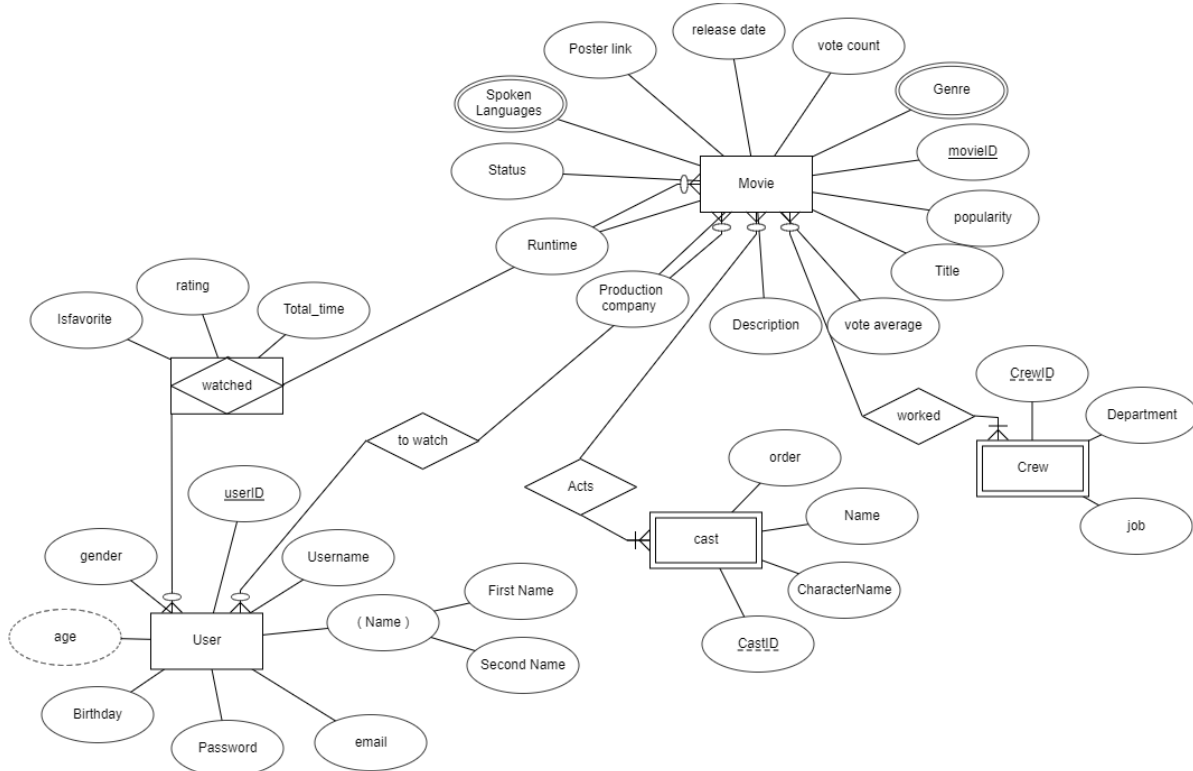 release date
Poster link
vote count
Spoken
Languages
Genre
movieID
Status
Movie
popularity
Runtime
Title
rating
Production
company
Total_time
Isfavorite
Description
vote average
CrewID
watched
Department
worked
to watch
order
Crew
userID
Acts
Name
job
cast
gender
Username
First Name
CharacterName
( Name )
age
User
CastID
Second Name
Birthday
Password
email